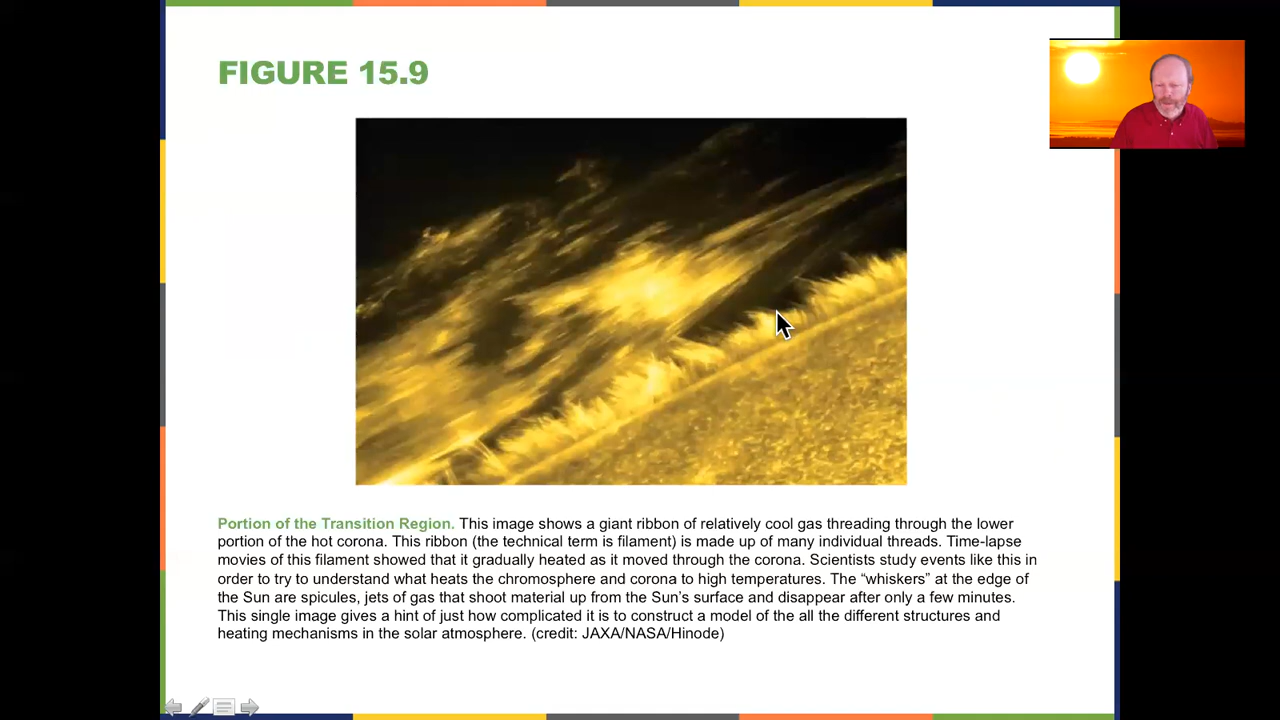 FIGURE 15.9
Portion of the Transition Region. This image shows a giant ribbon of relatively cool gas threading through the lower
portion of the hot corona. This ribbon (the technical term is filament) is made up of many individual threads. Time-lapse
movies of this filament showed that it gradually heated as it moved through the corona. Scientists study events like this in
order to try to understand what heats the chromosphere and corona to high temperatures. The “whiskers” at the edge of
the Sun are spicules, jets of gas that shoot material up from the Sun’s surface and disappear after only a few minutes.
This single image gives a hint of just how complicated it is to construct a model of the all the different structures and
heating mechanisms in the solar atmosphere. (credit: JAXA/NASA/Hinode)